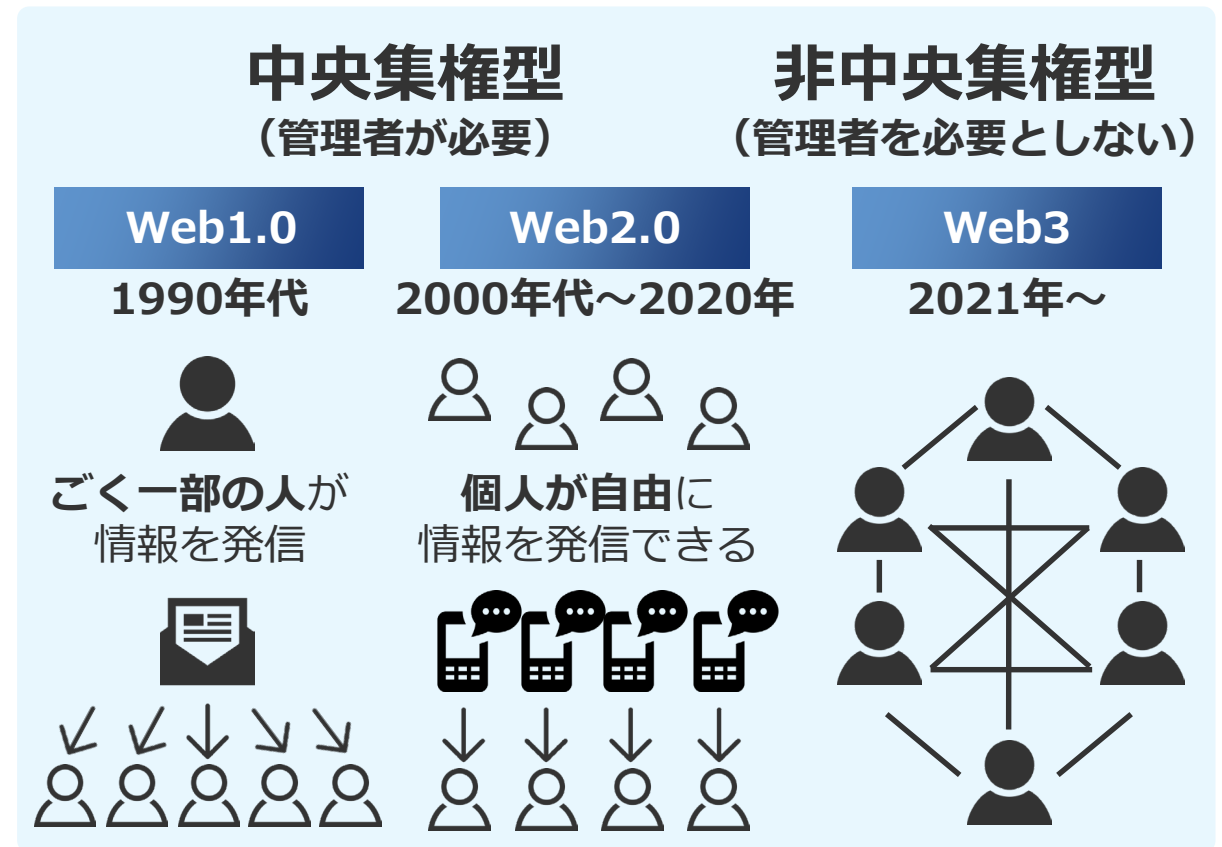 中央集権型
（管理者が必要）
非中央集権型
（管理者を必要としない）
Web1.0
1990年代
ごく一部の人が
情報を発信
Web2.0
2000年代～2020年
個人が自由に
情報を発信できる
Web3
2021年～